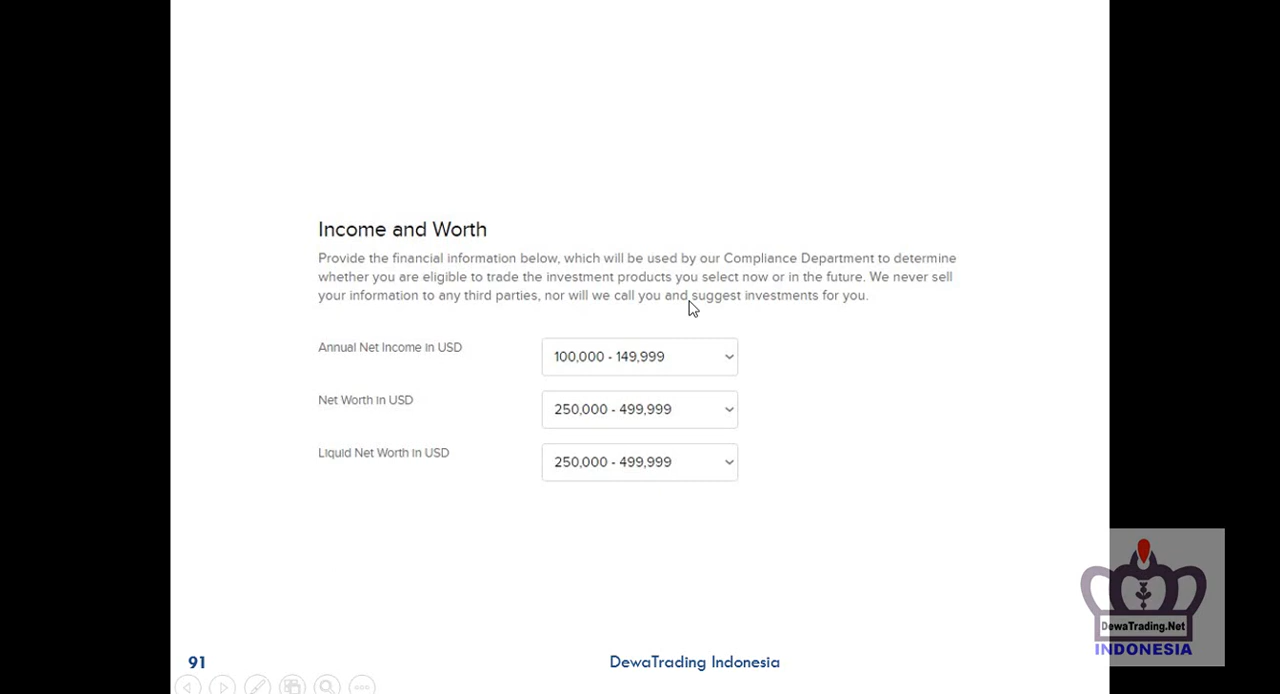 Income and Worth
Provide the financial information below, which will be used by our Compliance Department to determine
whether you are eligible to trade the investment products you select now or in the future. We never sell
your information to any third parties, nor will we call you and suggest investments for you.
Annual Net Income in USD
100,000 - 149,999
Net Worth in USD
250,000 - 499,999
Liquid Net Worth in USD
250,000 - 499,999
DewaTrading.Net
INDONESIA
91
DewaTrading Indonesia